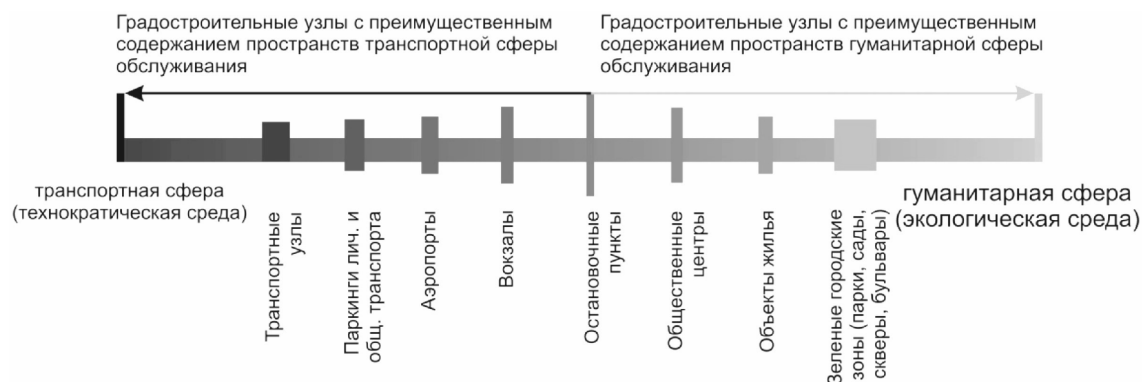 Градостроительные узлы с преимущественным
содержанием пространств транспортной сферы
обслуживания
Градостроительные узлы с преимущественным
содержанием пространств гуманитарной сферы
обслуживания
транспортная сфера
(технократическая среда)
гуманитарная сфера
(экологическая среда)
Транспортные
узлы
Паркинги лич. и
общ. транспорта
Аэропорты
Вокзалы
Остановочные
пункты
Общественные
центры
Объекты жилья
Зеленые городские
зоны (парки, сады,
скверы, бульвары)